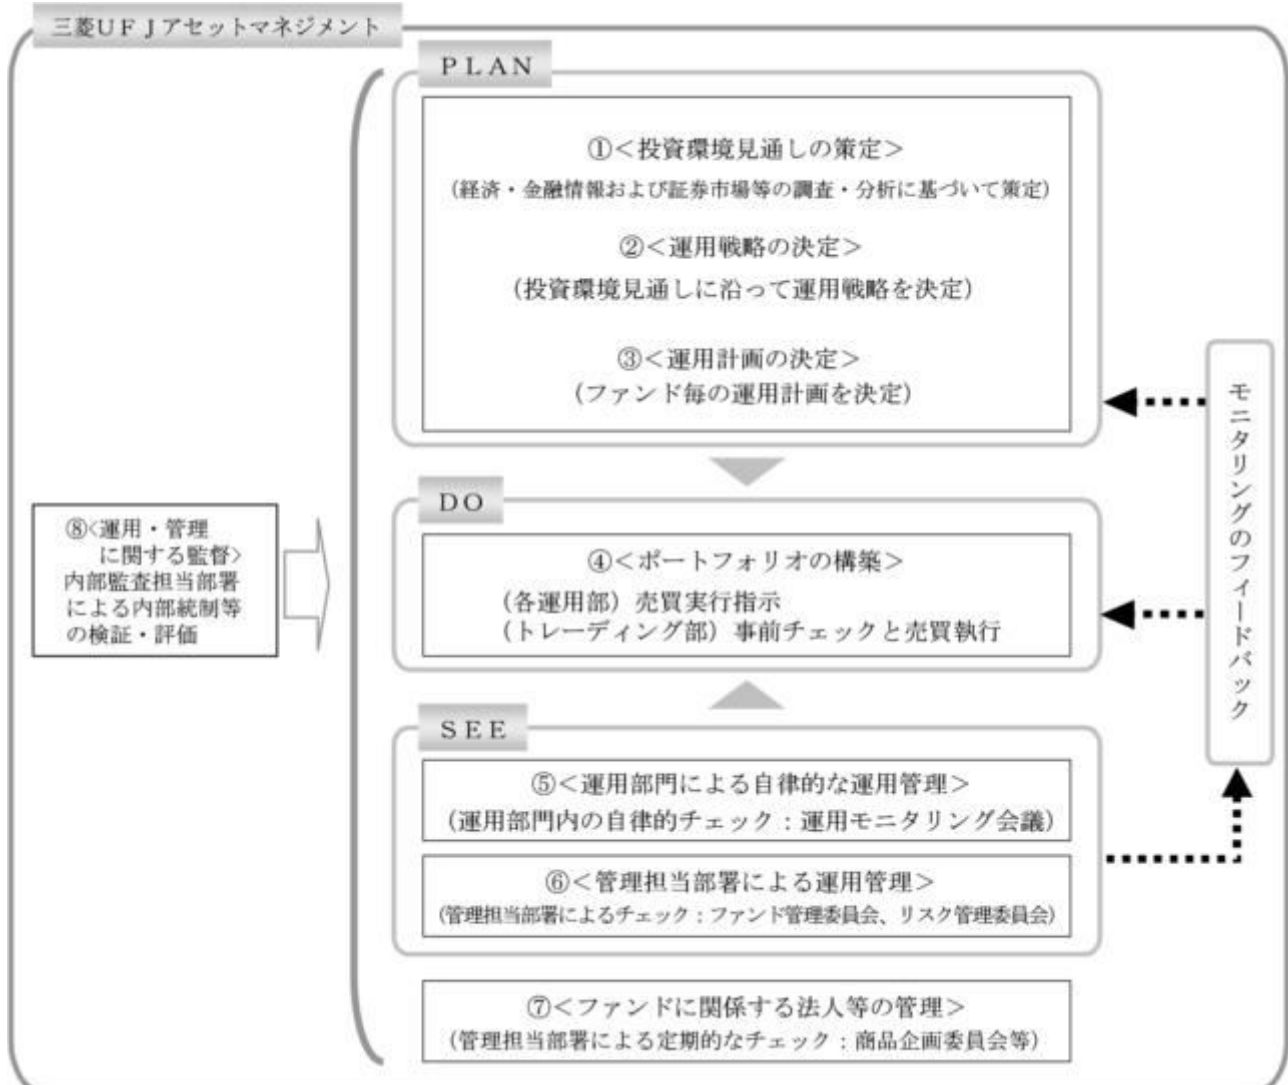 三菱UFJアセットマネジメント
PLAN
①＜投資環境見通しの策定＞
（経済・金融情報および証券市場等の調査・分析に基づいて策定）
②＜運用戦略の決定＞
（投資環境見通しに沿って運用戦略を決定）
③＜運用計画の決定＞
（ファンド毎の運用計画を決定）
DO
④＜ポートフォリオの構築＞
（各運用部）売買実行指示
（トレーディング部）事前チェックと売買執行
SEE
⑤＜運用部門による自律的な運用管理＞
（運用部門内の自律的チェック：運用モニタリング会議）
⑥＜管理担当部署による運用管理＞
（管理担当部署によるチェック：ファンド管理委員会、リスク管理委員会）
⑦＜ファンドに関係する法人等の管理＞
（管理担当部署による定期的なチェック：商品企画委員会等）
⑧<運用・管理
に関する監督>
内部監査担当部署
による内部統制等
の検証・評価
モニタリングのフィードバック